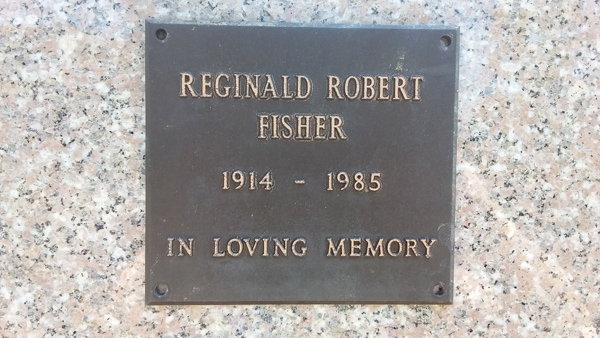 REGINALD ROBERT
FISHER
1914 - 1985
IN LOVING MEMORY